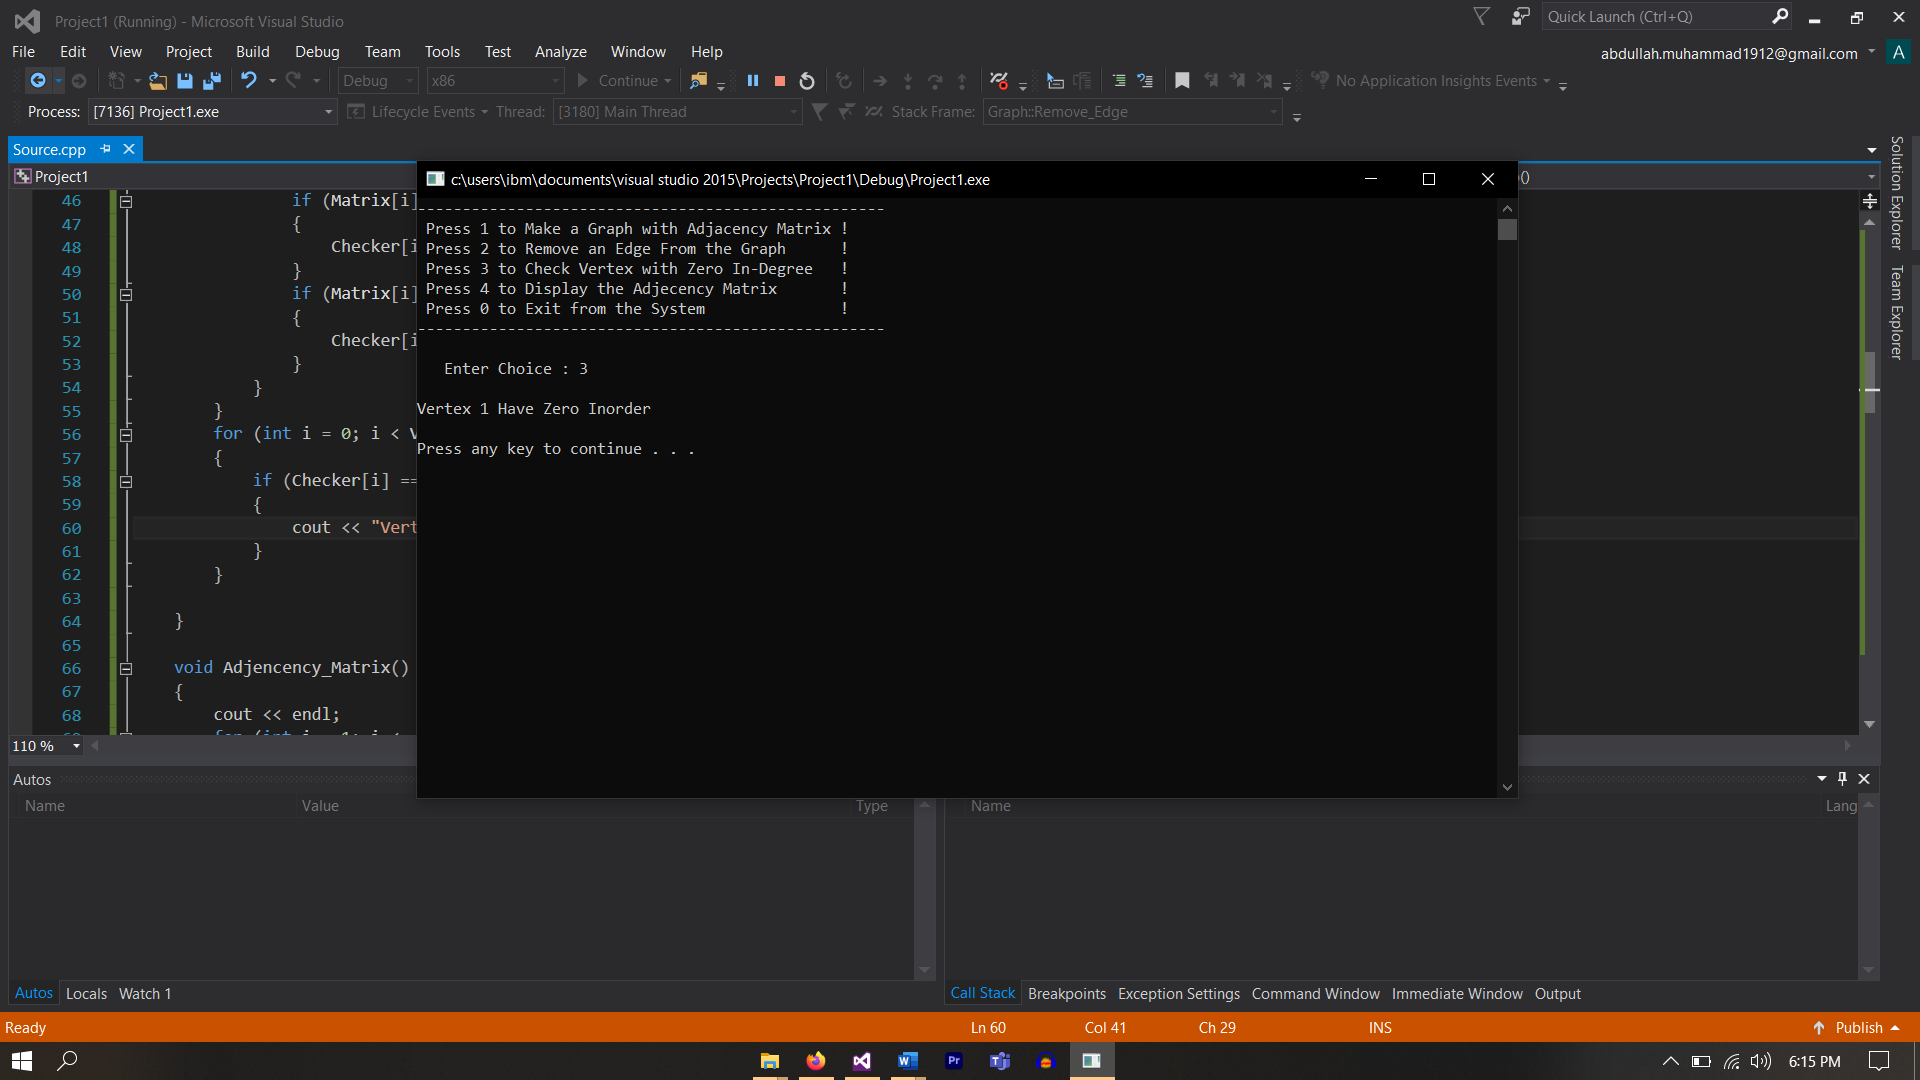 Project1 (Running) - Microsoft Visual Studio
Quick Launch (Ctrl+Q)
File Edit View Project Build Debug Team Tools Test Analyze Window Help
abdullah.muhammad1912@gmail.com A
Debug x86 Continue No Application Insights Events
Process: [7136] Project1.exe Lifecycle Events Thread: [3180] Main Thread Stack Frame: Graph::Remove_Edge
Source.cpp
Project1
()
Solution Explorer
Team Explorer
c:\users\ibm\documents\visual studio 2015\Projects\Project1\Debug\Project1.exe
----------------------------------------------------
Press 1 to Make a Graph with Adjacency Matrix !
Press 2 to Remove an Edge From the Graph !
Press 3 to Check Vertex with Zero In-Degree !
Press 4 to Display the Adjecency Matrix !
Press 0 to Exit from the System !
----------------------------------------------------
Enter Choice : 3
Vertex 1 Have Zero Inorder
Press any key to continue . . .
46 if (Matrix[i]
47 {
48 Checker[i
49 }
50 if (Matrix[i]
51 {
52 Checker[i
53 }
54 }
55 }
56 for (int i = 0; i < V
57 {
58 if (Checker[i] ==
59 {
60 cout << "Vert
61 }
62 }
63
64 }
65
66 void Adjencency_Matrix()
67 {
68 cout << endl;
110 %
Autos
Name Value Type
Name Lang
Autos Locals Watch 1
Call Stack Breakpoints Exception Settings Command Window Immediate Window Output
Ready Ln 60 Col 41 Ch 29 INS Publish
W Pr T 6:15 PM